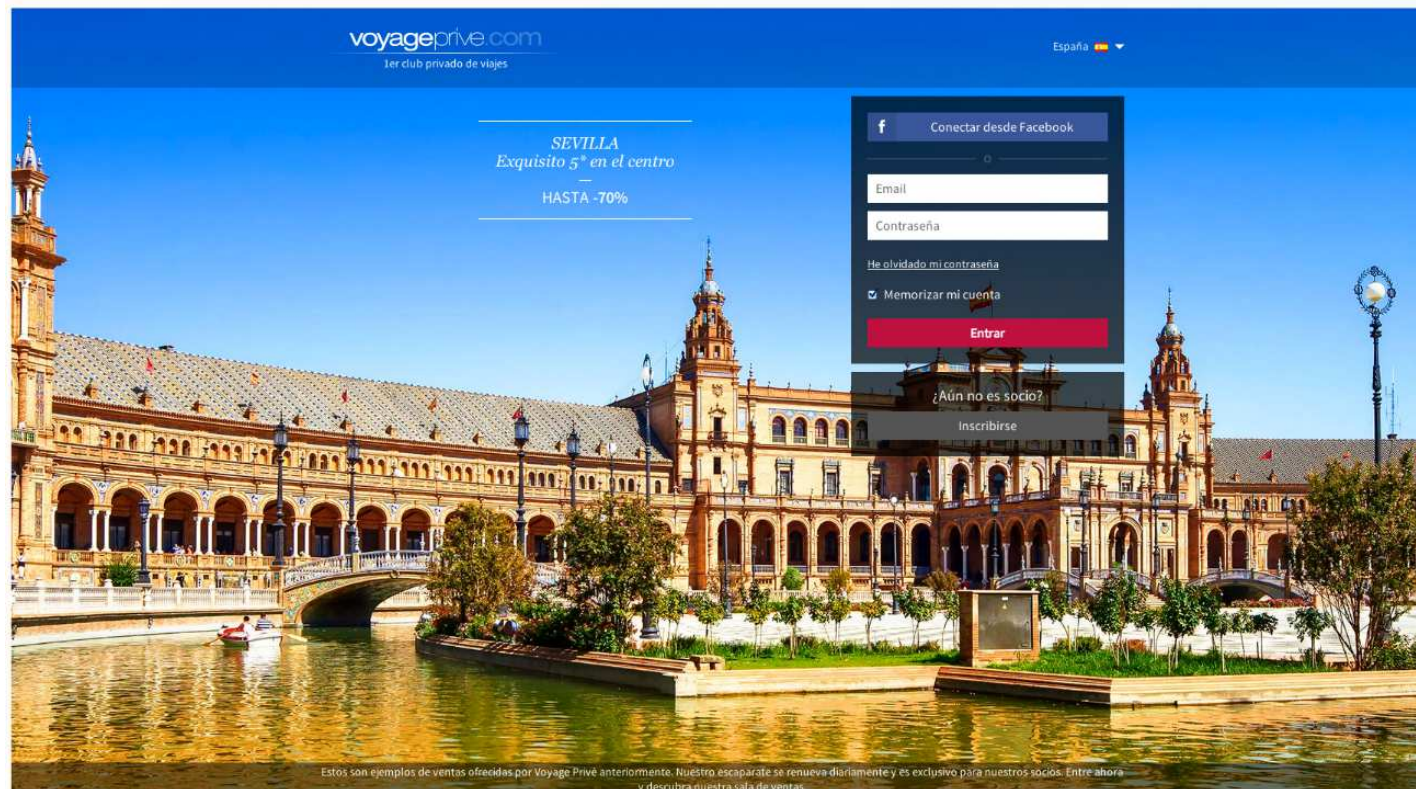 voyageprive.com
1er club privado de viajes
España
SEVILLA
Exquisito 5* en el centro
HASTA -70%
f Conectar desde Facebook
o
Email
Contraseña
He olvidado mi contraseña
Memorizar mi cuenta
Entrar
¿Aún no es socio?
Inscribirse
Estos son ejemplos de ventas ofrecidas por Voyage Privé anteriormente. Nuestro escaparate se renueva diariamente y es exclusivo para nuestros socios. Entre ahora
y descubra nuestra sala de ventas.